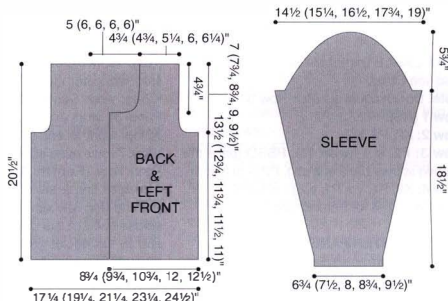 5 (6, 6, 6, 6)"
4¾ (4¾, 5¼, 6, 6¼)"
7 (7¾, 8¾, 9, 9½)"
4¾"
13½ (12¾, 11¾, 11½, 11)"
20½"
BACK
&
LEFT
FRONT
8¾ (9¾, 10¾, 12, 12½)"
17¼ (19¼, 21¼, 23¼, 24½)"
14½ (15¼, 16½, 17¾, 19)"
5¾"
SLEEVE
18½"
6¾ (7½, 8, 8¾, 9½)"